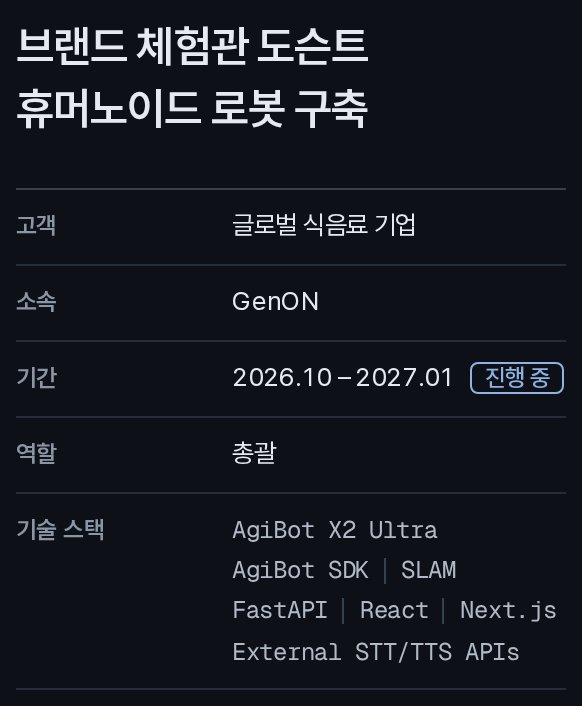 브랜드 체험관 도슨트
휴머노이드 로봇 구축
고객 글로벌 식음료 기업
소속 GenON
기간 2026.10 – 2027.01 진행 중
역할 총괄
기술 스택 AgiBot X2 Ultra
AgiBot SDK | SLAM
FastAPI | React | Next.js
External STT/TTS APIs